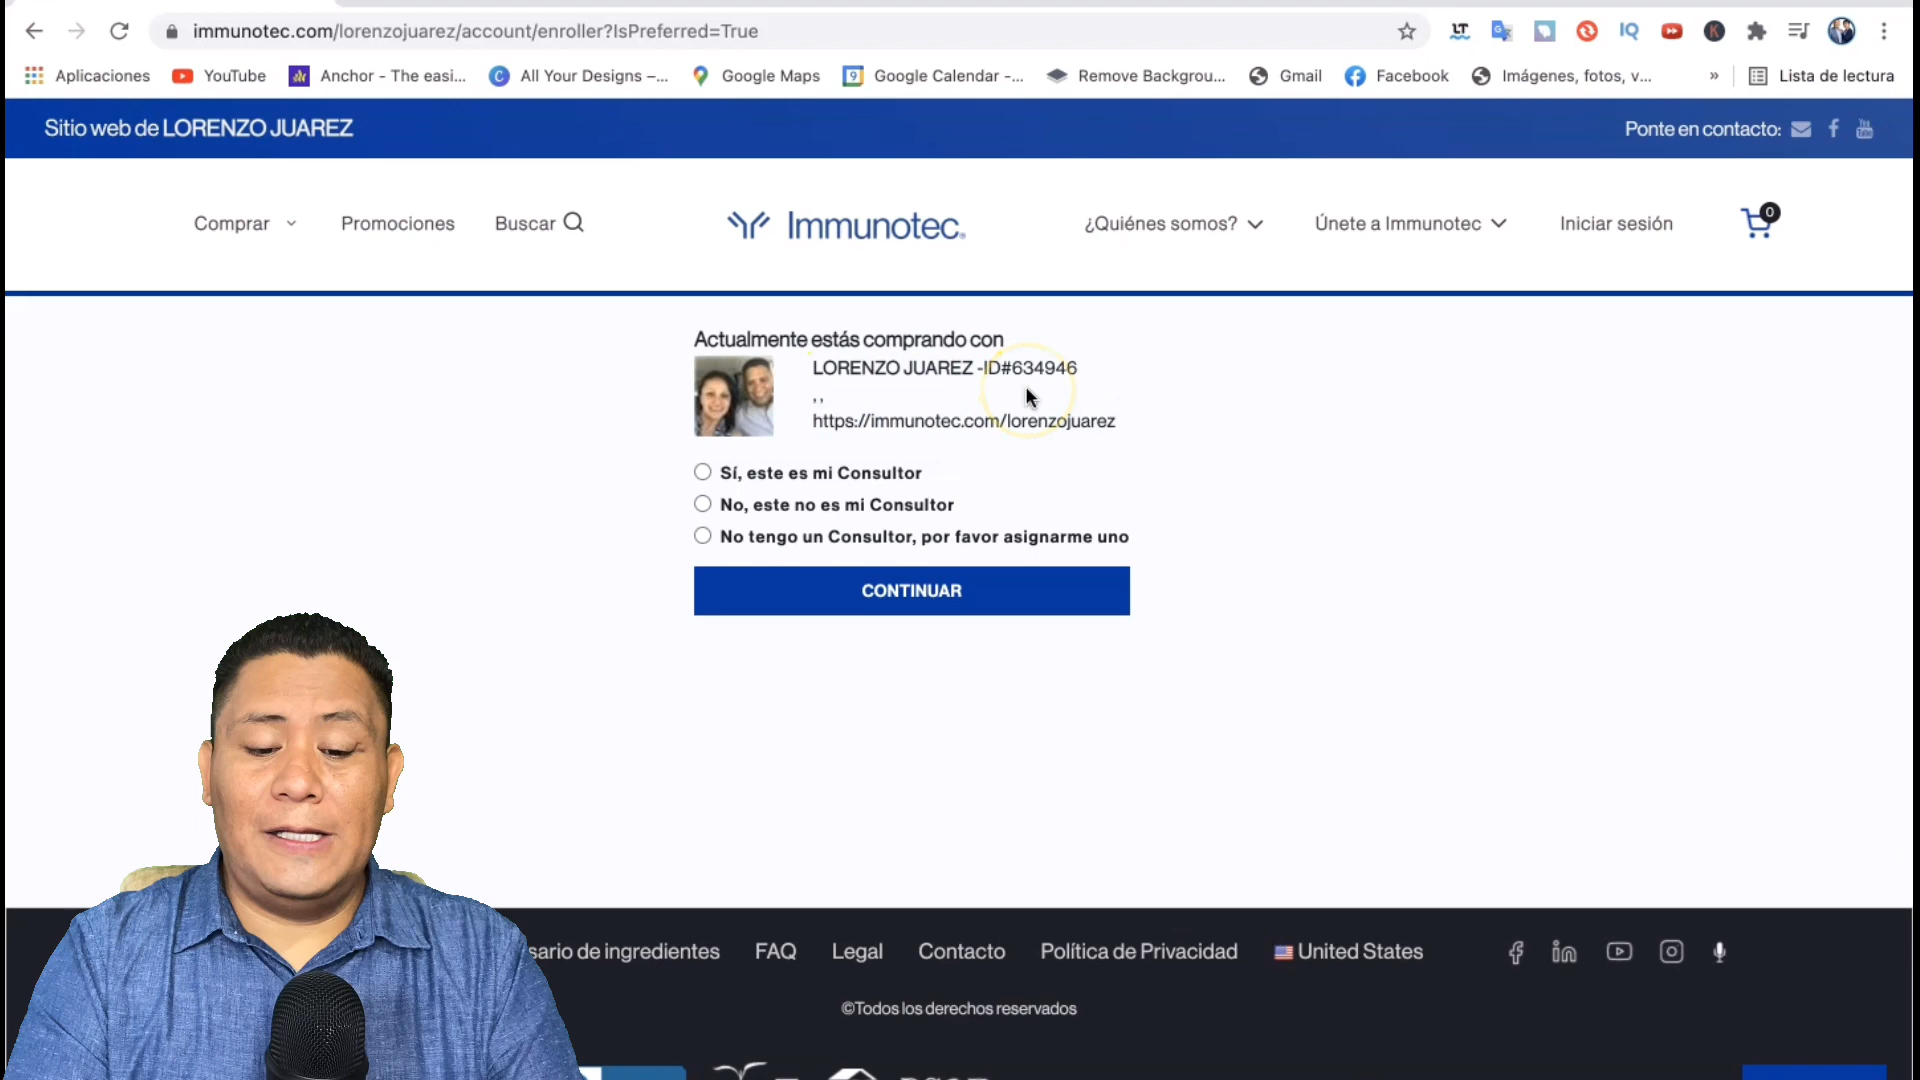 immunotec.com/lorenzojuarez/account/enroller?IsPreferred=True
LT
IQ
K
Aplicaciones YouTube Anchor - The easi... C All Your Designs –... Google Maps 9 Google Calendar -... Remove Backgrou... Gmail Facebook Imágenes, fotos, v... » Lista de lectura
Sitio web de LORENZO JUAREZ
Ponte en contacto:
Comprar Promociones Buscar Immunotec ¿Quiénes somos? Únete a Immunotec Iniciar sesión 0
Actualmente estás comprando con
LORENZO JUAREZ -ID#634946
, ,
https://immunotec.com/lorenzojuarez
Sí, este es mi Consultor
No, este no es mi Consultor
No tengo un Consultor, por favor asignarme uno
CONTINUAR
sario de ingredientes FAQ Legal Contacto Política de Privacidad United States
©Todos los derechos reservados